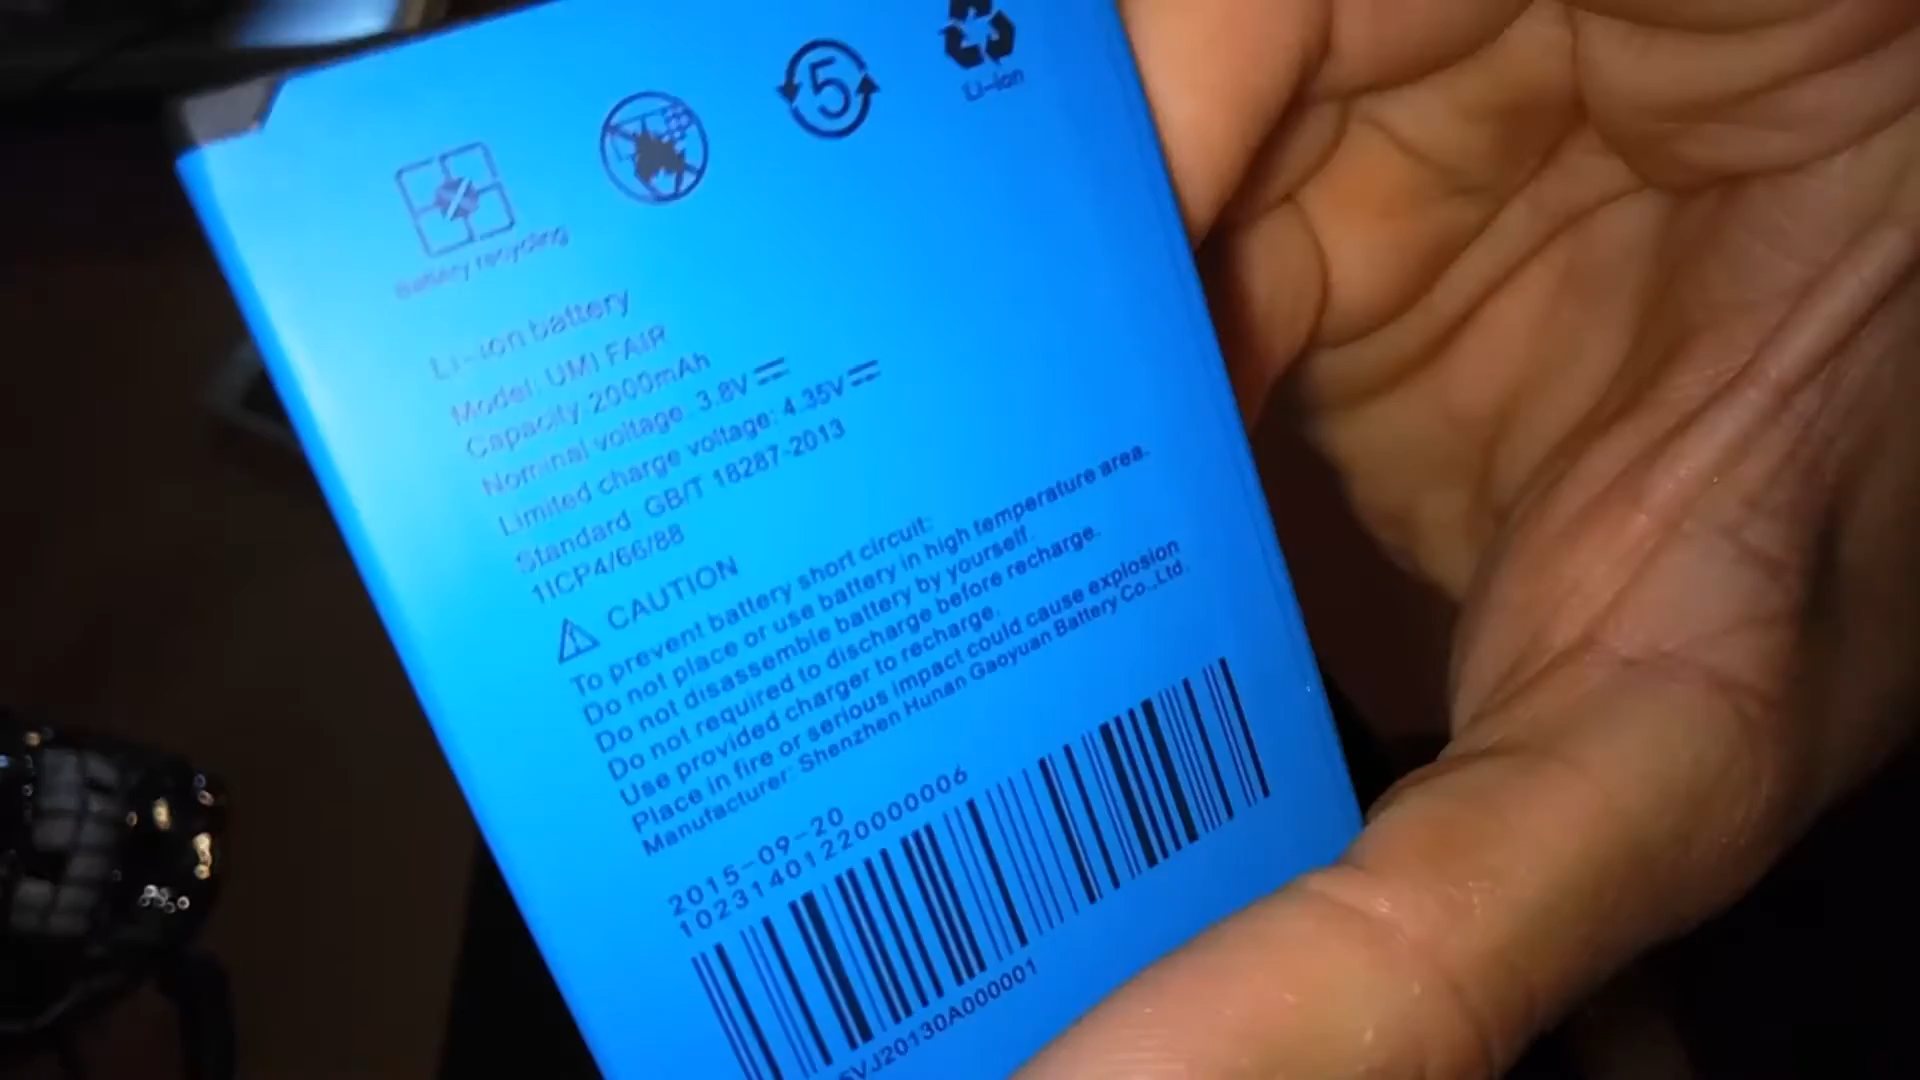 Li-ion
5
Battery recycling
Li-ion battery
Model: UMI FAIR
Capacity 2000mAh
Nominal voltage 3.8V
Limited charge voltage: 4.35V
Standard GB/T 18287-2013
1ICP4/66/88
CAUTION
To prevent battery short circuit:
Do not place or use battery in high temperature area.
Do not disassemble battery by yourself.
Do not required to discharge before recharge.
Use provided charger to recharge.
Place in fire or serious impact could cause explosion
Manufacturer: Shenzhen Hunan Gaoyuan Battery Co.,Ltd.
2015-09-20
1023140122000000６